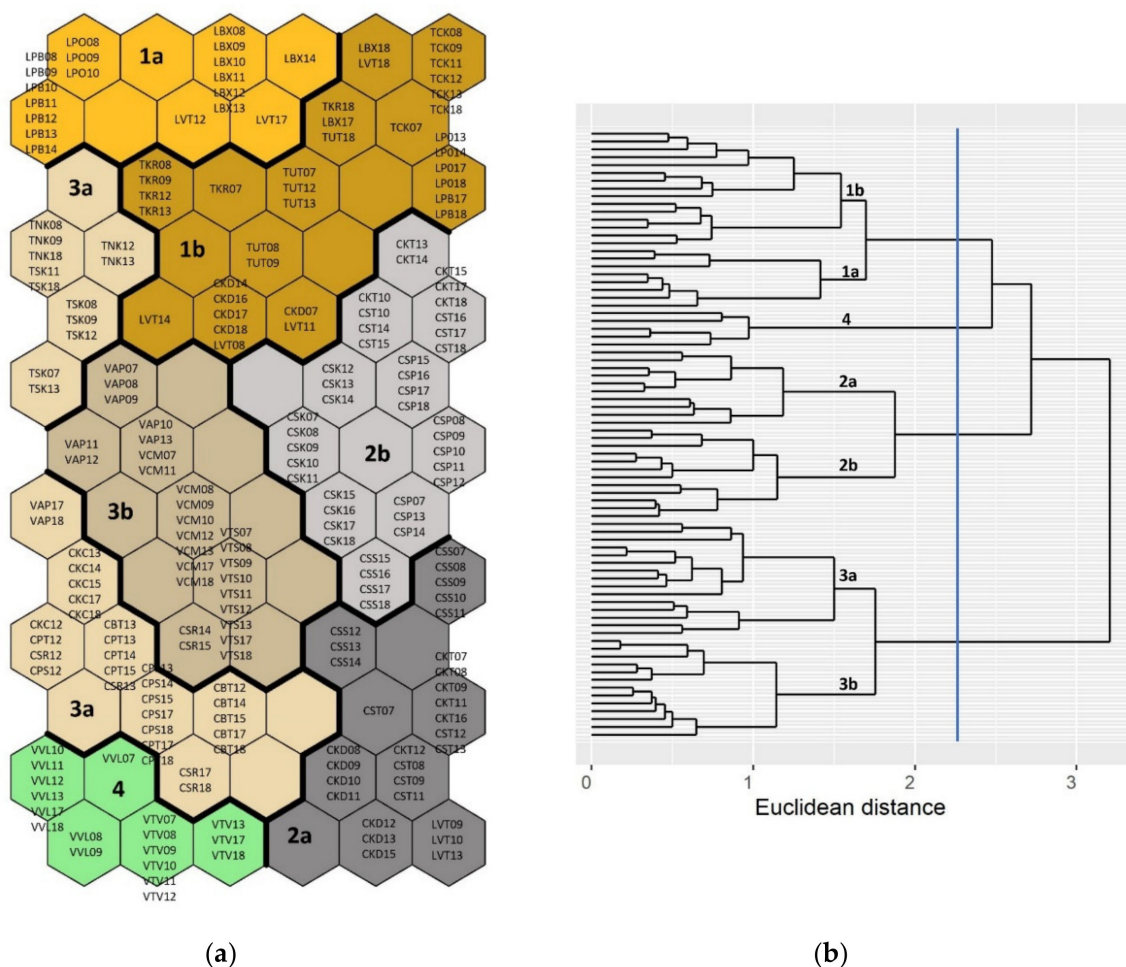 LPO08
LPO09
LPO10
1a
LBX08
LBX09
LBX10
LBX11
LBX12
LBX13
LBX14
LBX18
LVT18
TCK08
TCK09
TCK11
TCK12
TCK13
TCK18
LPB08
LPB09
LPB10
LPB11
LPB12
LPB13
LPB14
LVT12
LVT17
TKR18
LBX17
TUT18
TCK07
3a
TKR08
TKR09
TKR12
TKR13
TKR07
TUT07
TUT12
TUT13
LP013
LP014
LP017
LP018
LPB17
LPB18
TNK08
TNK09
TNK18
TSK11
TSK18
TNK12
TNK13
1b
TUT08
TUT09
CKT13
CKT14
TSK08
TSK09
TSK12
LVT14
CKD14
CKD16
CKD17
CKD18
LVT08
CKD07
LVT11
CKT10
CST10
CST14
CST15
CKT15
CKT17
CKT18
CST16
CST17
CST18
TSK07
TSK13
VAP07
VAP08
VAP09
CSK12
CSK13
CSK14
CSP15
CSP16
CSP17
CSP18
VAP11
VAP12
VAP10
VAP13
VCM07
VCM11
CSK07
CSK08
CSK09
CSK10
CSK11
2b
CSP08
CSP09
CSP10
CSP11
CSP12
VAP17
VAP18
3b
VCM08
VCM09
VCM10
VCM12
VCM13
VCM17
VCM18
CSK15
CSK16
CSK17
CSK18
CSP07
CSP13
CSP14
CKC13
CKC14
CKC15
CKC17
CKC18
VTS07
VTS08
VTS09
VTS10
VTS11
VTS12
VTS13
VTS17
VTS18
CSS15
CSS16
CSS17
CSS18
CSS07
CSS08
CSS09
CSS10
CSS11
CKC12
CPT12
CSR12
CPS12
CBT13
CPT13
CPT14
CPT15
CSR13
CSR14
CSR15
CSS12
CSS13
CSS14
3a
CPS14
CPS15
CPS17
CPS18
CPT17
CBT12
CBT14
CBT15
CBT17
CBT18
CST07
CKT07
CKT08
CKT09
CKT11
CKT16
CST12
CST13
VVL10
VVL11
VVL12
VVL13
VVL17
VVL18
VVL07
4
CSR17
CSR18
CKD08
CKD09
CKD10
CKD11
CKT12
CST08
CST09
CST11
VVL08
VVL09
VTV07
VTV08
VTV09
VTV10
VTV11
VTV12
VTV13
VTV17
VTV18
2a
CKD12
CKD13
CKD15
LVT09
LVT10
LVT13
(a)
1b
1a
4
2a
2b
3a
3b
0 1 2 3
Euclidean distance
(b)